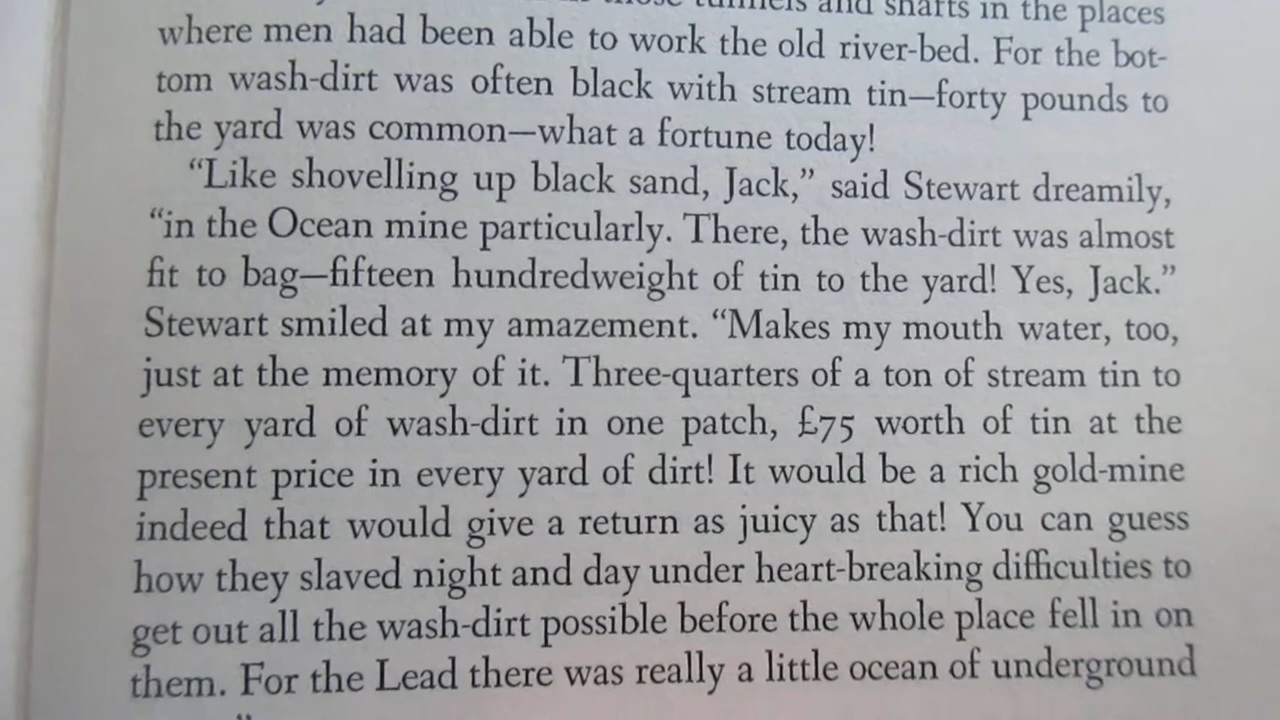 tunnels and shafts in the places
where men had been able to work the old river-bed. For the bot-
tom wash-dirt was often black with stream tin—forty pounds to
the yard was common—what a fortune today!
“Like shovelling up black sand, Jack,” said Stewart dreamily,
“in the Ocean mine particularly. There, the wash-dirt was almost
fit to bag—fifteen hundredweight of tin to the yard! Yes, Jack.”
Stewart smiled at my amazement. “Makes my mouth water, too,
just at the memory of it. Three-quarters of a ton of stream tin to
every yard of wash-dirt in one patch, £75 worth of tin at the
present price in every yard of dirt! It would be a rich gold-mine
indeed that would give a return as juicy as that! You can guess
how they slaved night and day under heart-breaking difficulties to
get out all the wash-dirt possible before the whole place fell in on
them. For the Lead there was really a little ocean of underground